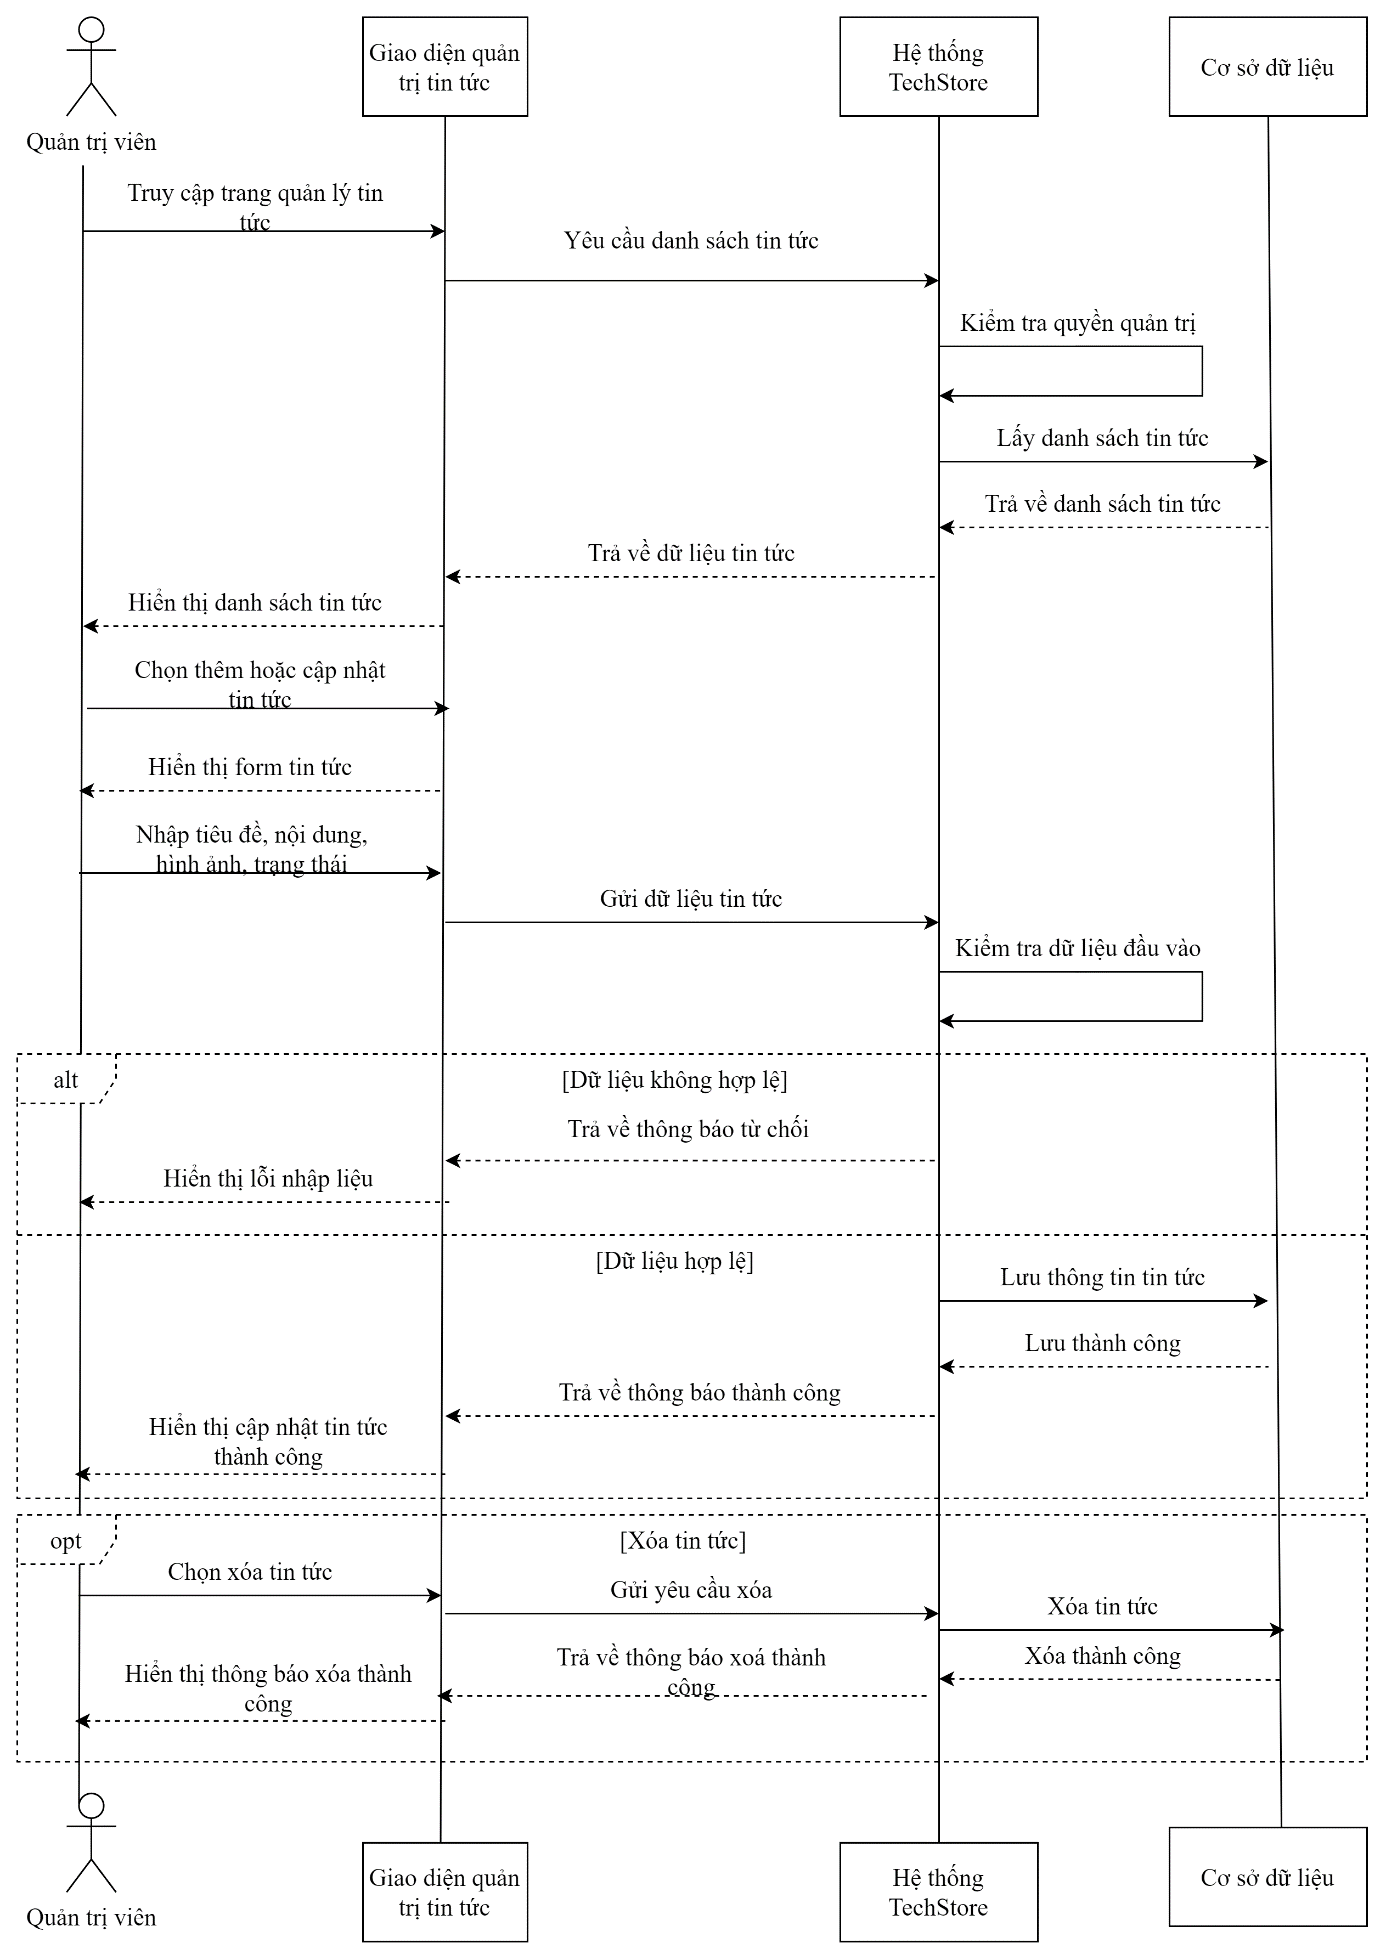 Giao diện quản
trị tin tức
Hệ thống
TechStore
Cơ sở dữ liệu
Quản trị viên
Truy cập trang quản lý tin
tức
Yêu cầu danh sách tin tức
Kiểm tra quyền quản trị
Lấy danh sách tin tức
Trả về danh sách tin tức
Trả về dữ liệu tin tức
Hiển thị danh sách tin tức
Chọn thêm hoặc cập nhật
tin tức
Hiển thị form tin tức
Nhập tiêu đề, nội dung,
hình ảnh, trạng thái
Gửi dữ liệu tin tức
Kiểm tra dữ liệu đầu vào
alt
[Dữ liệu không hợp lệ]
Trả về thông báo từ chối
Hiển thị lỗi nhập liệu
[Dữ liệu hợp lệ]
Lưu thông tin tin tức
Lưu thành công
Trả về thông báo thành công
Hiển thị cập nhật tin tức
thành công
opt
[Xóa tin tức]
Chọn xóa tin tức
Gửi yêu cầu xóa
Xóa tin tức
Xóa thành công
Trả về thông báo xoá thành
công
Hiển thị thông báo xóa thành
công
Quản trị viên
Giao diện quản
trị tin tức
Hệ thống
TechStore
Cơ sở dữ liệu